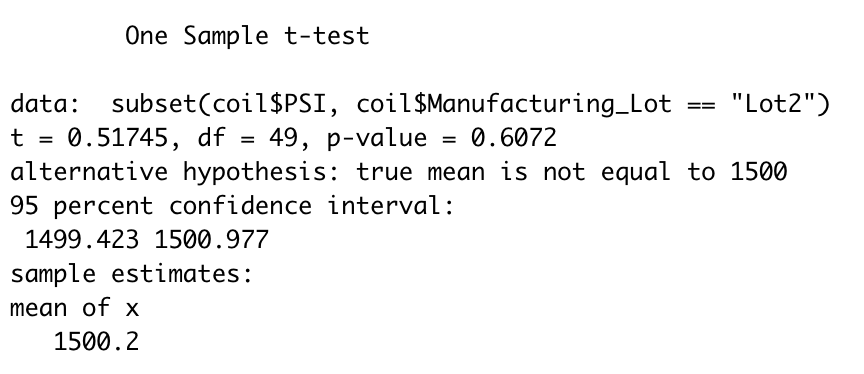 One Sample t-test
data: subset(coil$PSI, coil$Manufacturing_Lot == "Lot2")
t = 0.51745, df = 49, p-value = 0.6072
alternative hypothesis: true mean is not equal to 1500
95 percent confidence interval:
1499.423 1500.977
sample estimates:
mean of x
1500.2